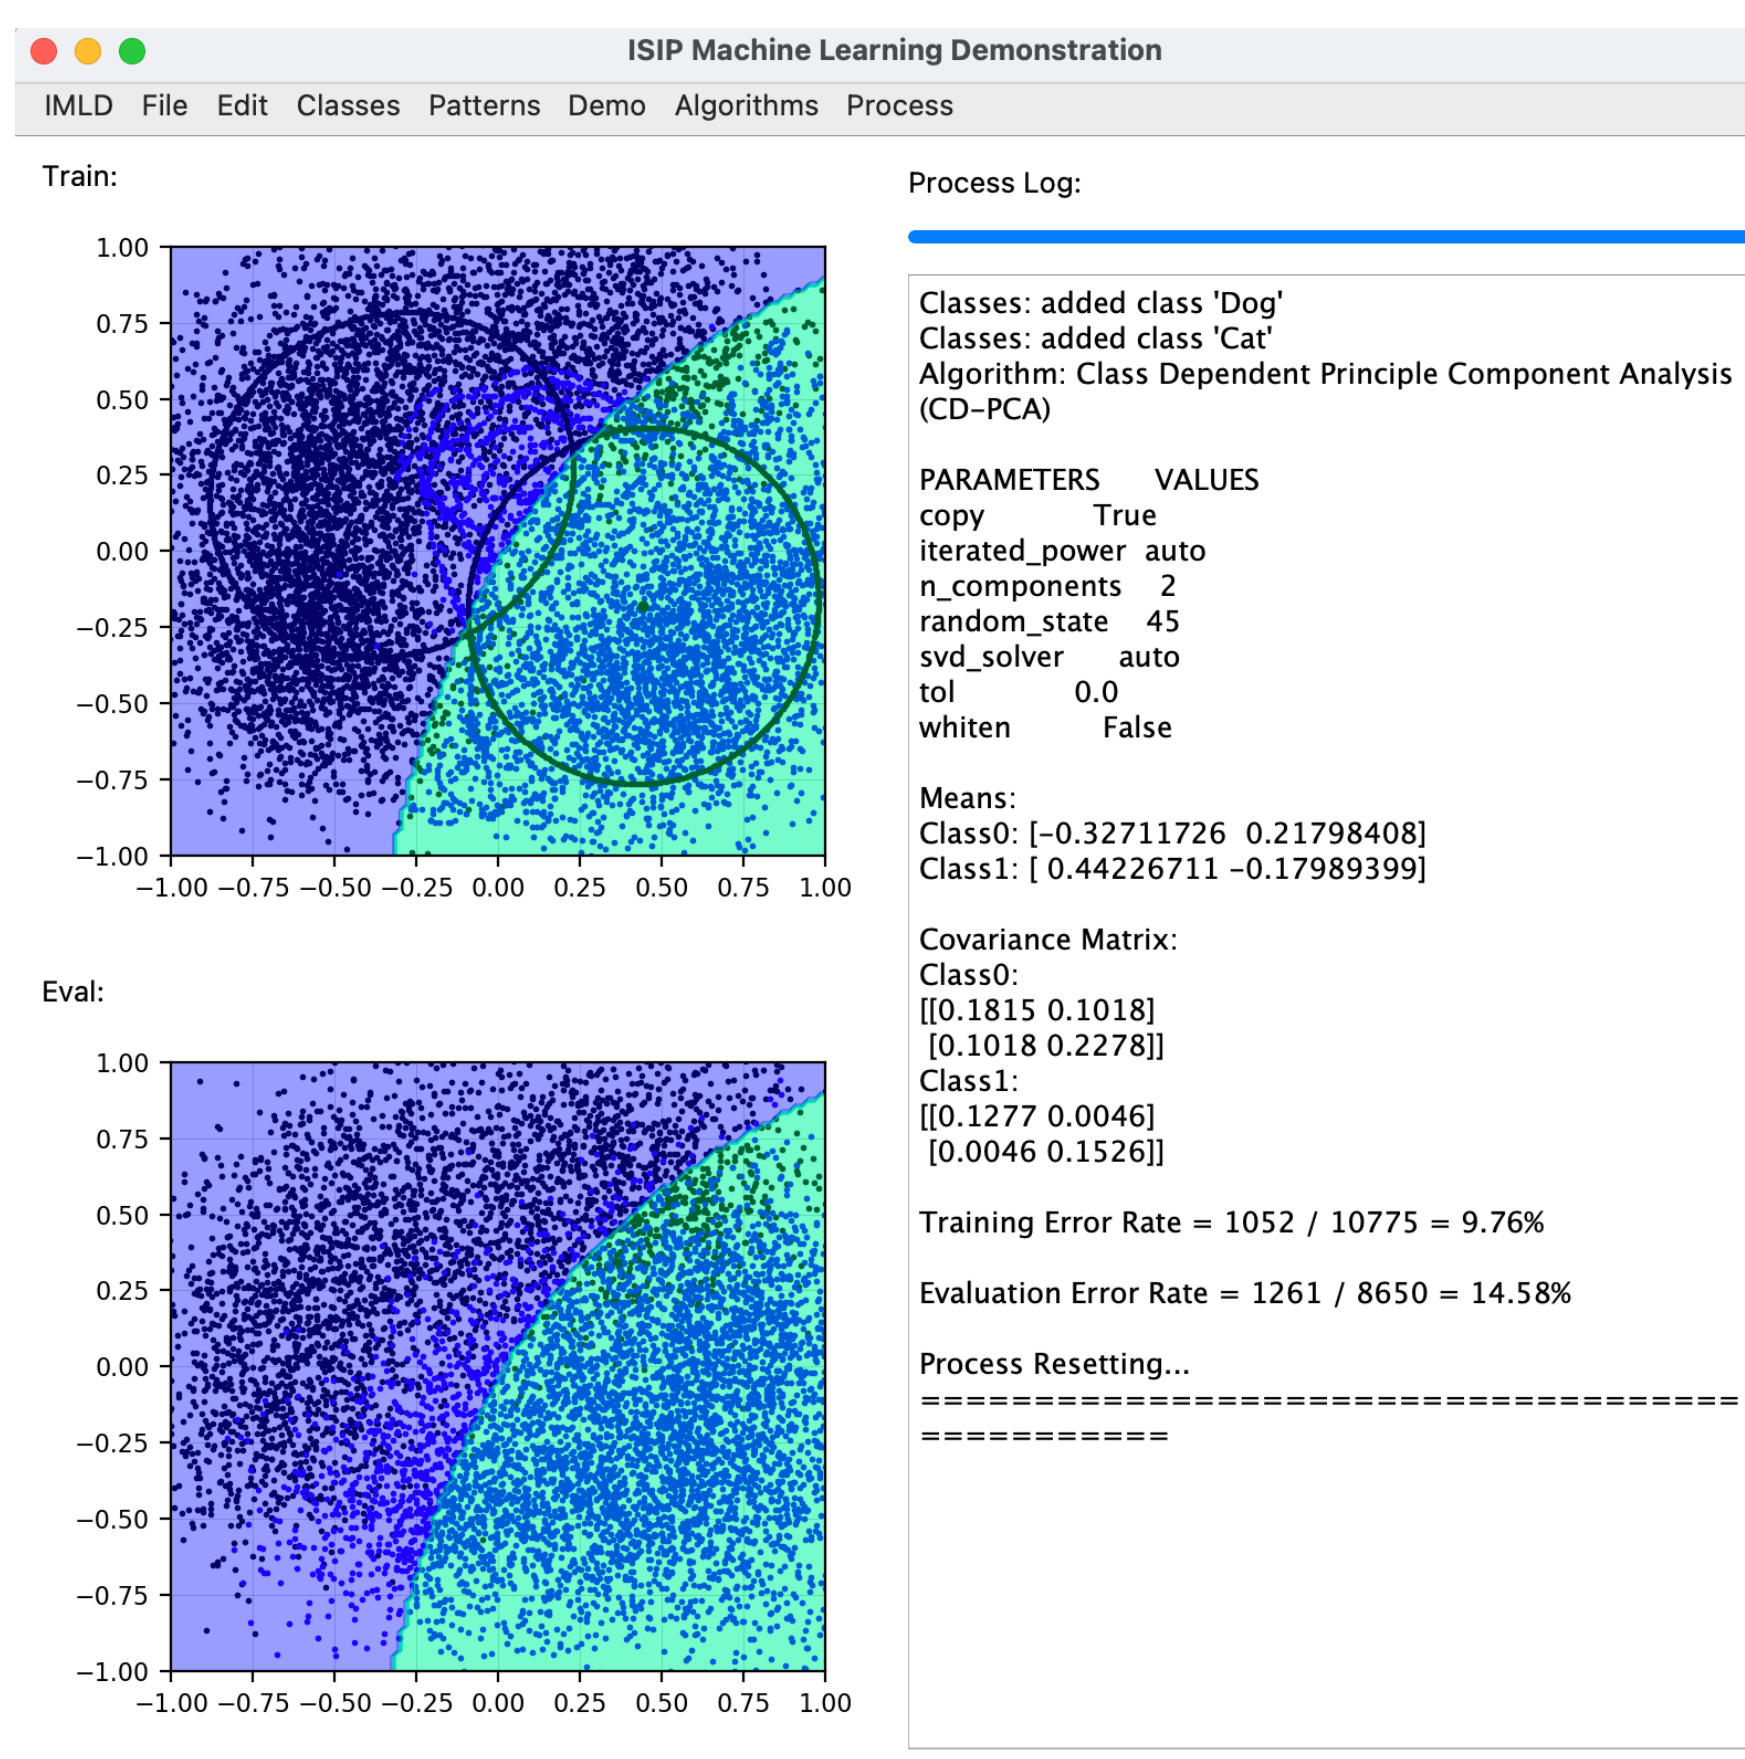 ISIP Machine Learning Demonstration
IMLD File Edit Classes Patterns Demo Algorithms Process
Train:
1.00
0.75
0.50
0.25
0.00
−0.25
−0.50
−0.75
−1.00
−1.00 −0.75 −0.50 −0.25 0.00 0.25 0.50 0.75 1.00
Eval:
1.00
0.75
0.50
0.25
0.00
−0.25
−0.50
−0.75
−1.00
−1.00 −0.75 −0.50 −0.25 0.00 0.25 0.50 0.75 1.00
Process Log:
Classes: added class 'Dog'
Classes: added class 'Cat'
Algorithm: Class Dependent Principle Component Analysis
(CD-PCA)
PARAMETERS VALUES
copy True
iterated_power auto
n_components 2
random_state 45
svd_solver auto
tol 0.0
whiten False
Means:
Class0: [-0.32711726 0.21798408]
Class1: [ 0.44226711 -0.17989399]
Covariance Matrix:
Class0:
[[0.1815 0.1018]
[0.1018 0.2278]]
Class1:
[[0.1277 0.0046]
[0.0046 0.1526]]
Training Error Rate = 1052 / 10775 = 9.76%
Evaluation Error Rate = 1261 / 8650 = 14.58%
Process Resetting...
====================================
===========